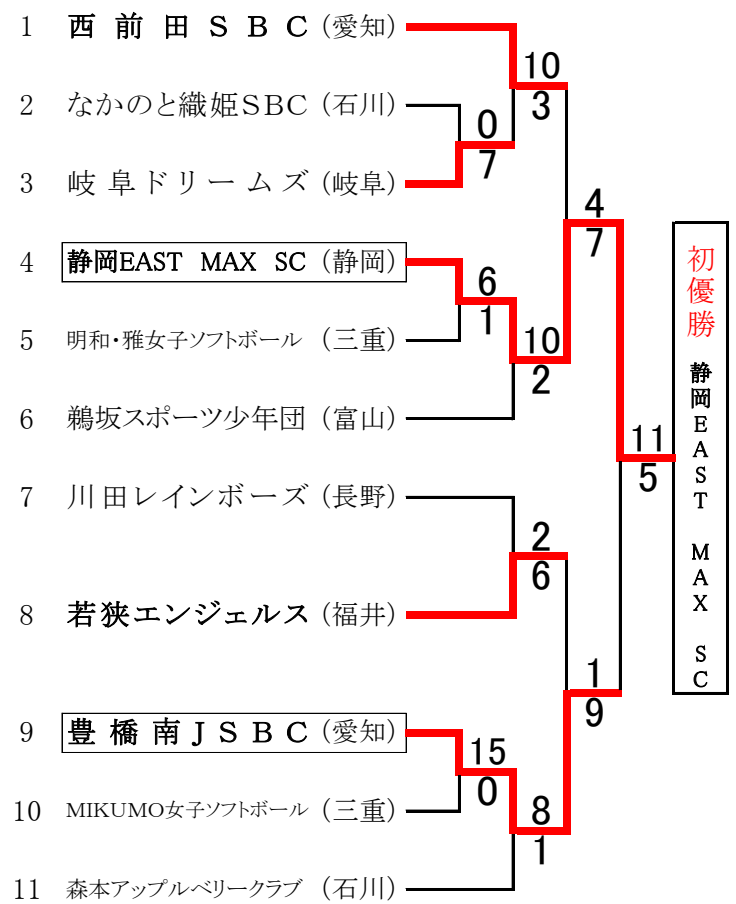 1 西前田SBC (愛知)
10
3
2 なかのと織姫SBC (石川)
0
7
3 岐阜ドリームズ (岐阜)
4
7
4 静岡EAST MAX SC (静岡)
6
1
5 明和・雅女子ソフトボール (三重)
10
2
6 鵜坂スポーツ少年団 (富山)
11
5
初優勝 静岡EAST MAX SC
7 川田レインボーズ (長野)
2
6
8 若狭エンジェルス (福井)
1
9
9 豊橋南JSBC (愛知)
15
0
10 MIKUMO女子ソフトボール (三重)
8
1
11 森本アップルベリークラブ (石川)